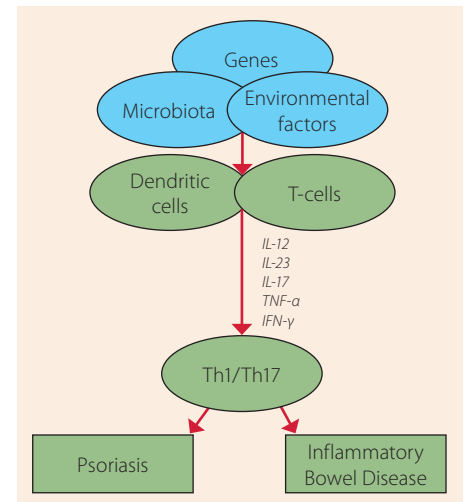 Genes
Microbiota
Environmental
factors
Dendritic
cells
T-cells
IL-12
IL-23
IL-17
TNF-α
IFN-γ
Th1/Th17
Psoriasis
Inflammatory
Bowel Disease